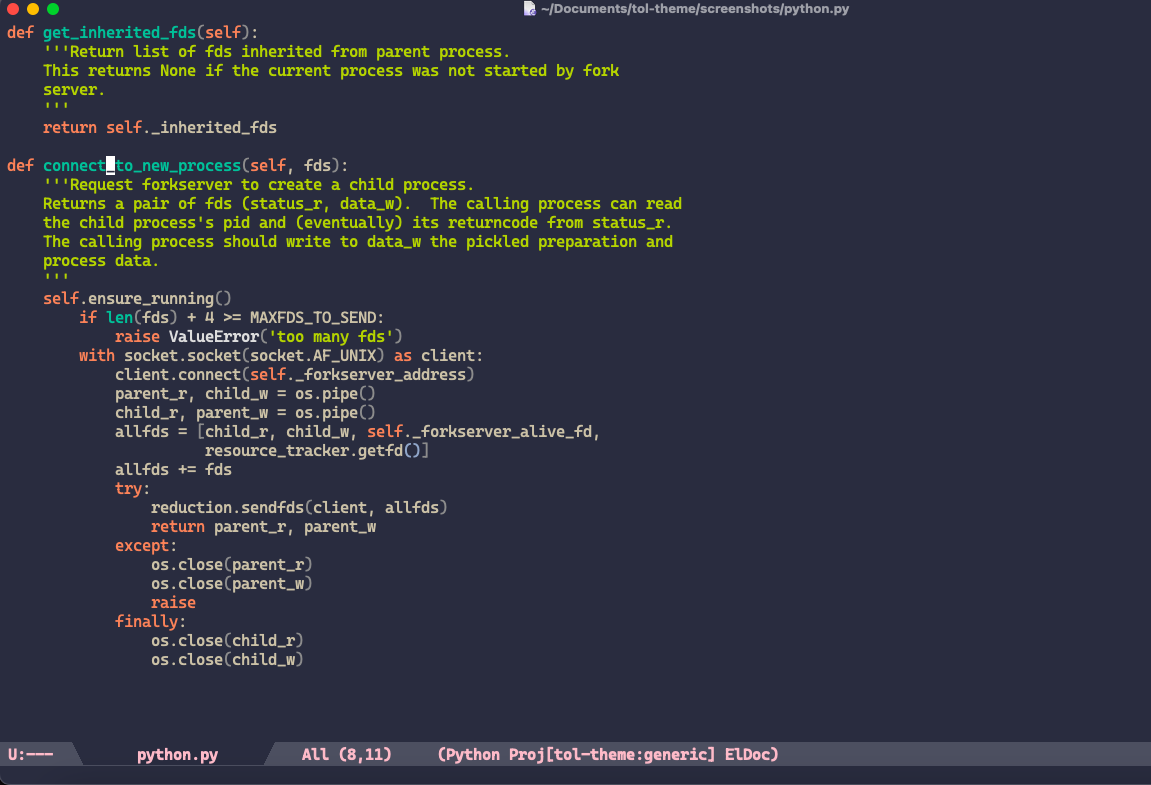 ~/Documents/tol-theme/screenshots/python.py
def get_inherited_fds(self):
    '''Return list of fds inherited from parent process.
    This returns None if the current process was not started by fork
    server.
    '''
    return self._inherited_fds

def connect_to_new_process(self, fds):
    '''Request forkserver to create a child process.
    Returns a pair of fds (status_r, data_w).  The calling process can read
    the child process's pid and (eventually) its returncode from status_r.
    The calling process should write to data_w the pickled preparation and
    process data.
    '''
    self.ensure_running()
        if len(fds) + 4 >= MAXFDS_TO_SEND:
            raise ValueError('too many fds')
        with socket.socket(socket.AF_UNIX) as client:
            client.connect(self._forkserver_address)
            parent_r, child_w = os.pipe()
            child_r, parent_w = os.pipe()
            allfds = [child_r, child_w, self._forkserver_alive_fd,
                      resource_tracker.getfd()]
            allfds += fds
            try:
                reduction.sendfds(client, allfds)
                return parent_r, parent_w
            except:
                os.close(parent_r)
                os.close(parent_w)
                raise
            finally:
                os.close(child_r)
                os.close(child_w)
U:--- python.py All (8,11) (Python Proj[tol-theme:generic] ElDoc)